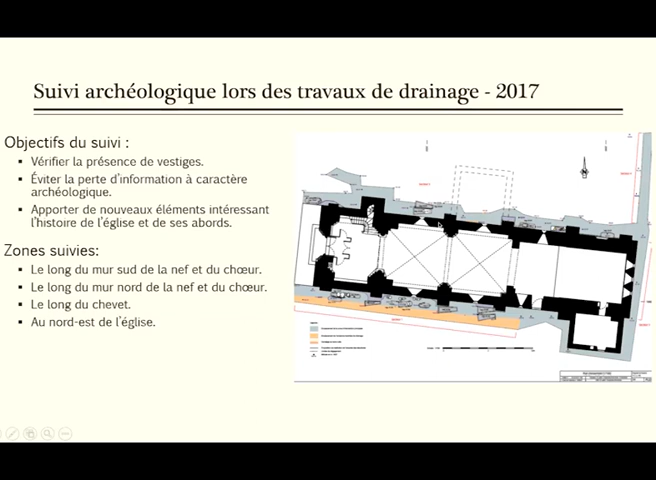 Suivi archéologique lors des travaux de drainage - 2017
Objectifs du suivi :
▪ Vérifier la présence de vestiges.
▪ Éviter la perte d'information à caractère
archéologique.
▪ Apporter de nouveaux éléments intéressant
l'histoire de l'église et de ses abords.
Zones suivies:
▪ Le long du mur sud de la nef et du chœur.
▪ Le long du mur nord de la nef et du chœur.
▪ Le long du chevet.
▪ Au nord-est de l'église.